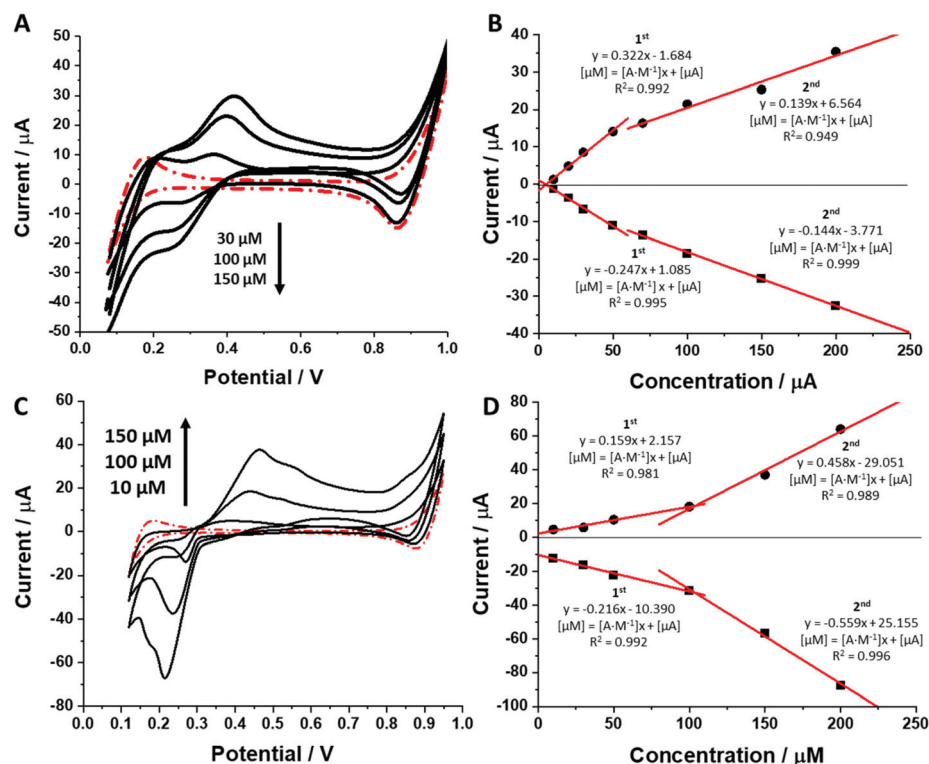 A
50
40
30
20
10
0
-10
-20
-30
-40
-50
Current / µA
30 µM
100 µM
150 µM
0.0
0.2
0.4
0.6
0.8
1.0
Potential / V
B
40
30
20
10
0
-10
-20
-30
-40
Current / µA
1st
y = 0.322x - 1.684
[µM] = [A·M-1]x + [µA]
R2 = 0.992
2nd
y = 0.139x + 6.564
[µM] = [A·M-1]x + [µA]
R2 = 0.949
2nd
y = -0.144x - 3.771
[µM] = [A·M-1]x + [µA]
R2 = 0.999
1st
y = -0.247x + 1.085
[µM] = [A·M-1]x + [µA]
R2 = 0.995
0
50
100
150
200
250
Concentration / µA
C
60
40
20
0
-20
-40
-60
-80
Current / µA
150 µM
100 µM
10 µM
0.0
0.1
0.2
0.3
0.4
0.5
0.6
0.7
0.8
0.9
1.0
Potential / V
D
80
60
40
20
0
-20
-40
-60
-80
-100
Current / µA
1st
y = 0.159x + 2.157
[µM] = [A·M-1]x + [µA]
R2 = 0.981
2nd
y = 0.458x - 29.051
[µM] = [A·M-1]x + [µA]
R2 = 0.989
1st
y = -0.216x - 10.390
[µM] = [A·M-1]x + [µA]
R2 = 0.992
2nd
y = -0.559x + 25.155
[µM] = [A·M-1]x + [µA]
R2 = 0.996
0
50
100
150
200
Concentration / µM